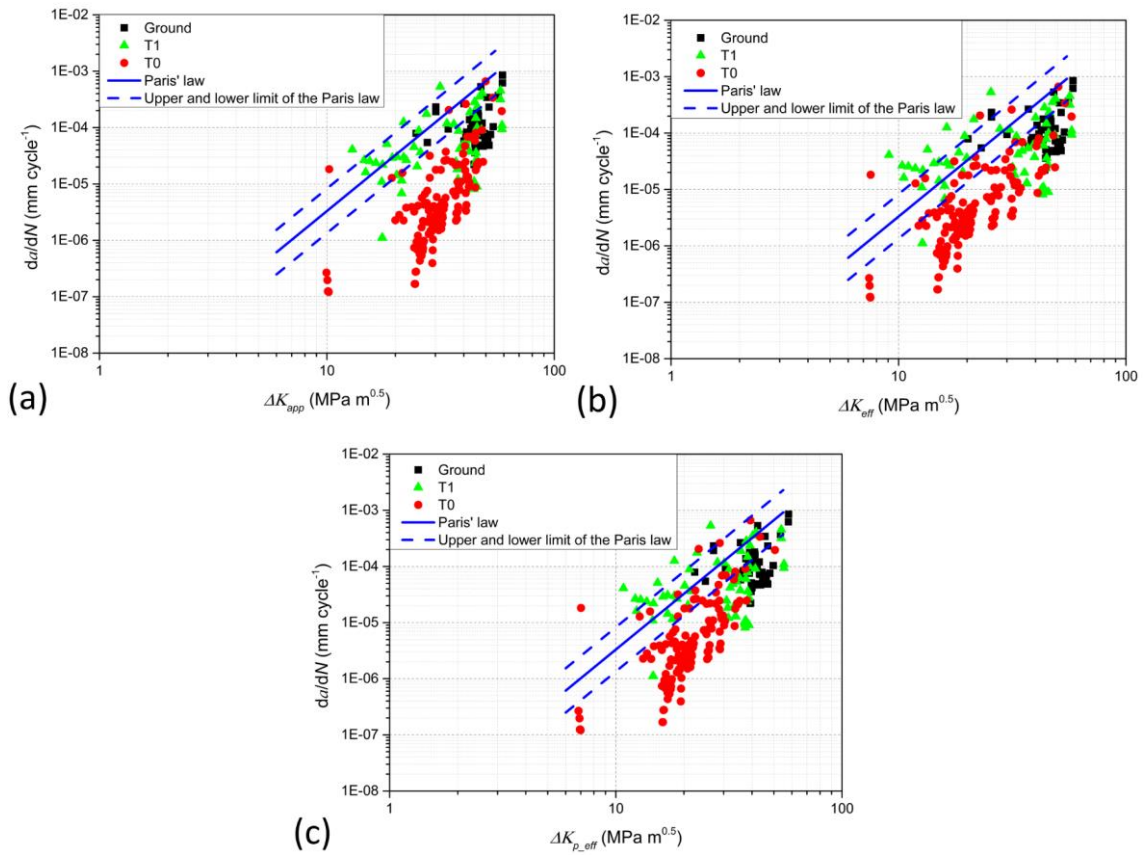 1E-02
1E-03
1E-04
1E-05
1E-06
1E-07
1E-08
da/dN (mm cycle⁻¹)
Ground
T1
T0
Paris' law
Upper and lower limit of the Paris law
1
10
100
ΔK_app (MPa m^0.5)
(a)
1E-02
1E-03
1E-04
1E-05
1E-06
1E-07
1E-08
da/dN (mm cycle⁻¹)
Ground
T1
T0
Paris' law
Upper and lower limit of the Paris law
1
10
100
ΔK_eff (MPa m^0.5)
(b)
1E-02
1E-03
1E-04
1E-05
1E-06
1E-07
1E-08
da/dN (mm cycle⁻¹)
Ground
T1
T0
Paris' law
Upper and lower limit of the Paris law
1
10
100
ΔK_p_eff (MPa m^0.5)
(c)